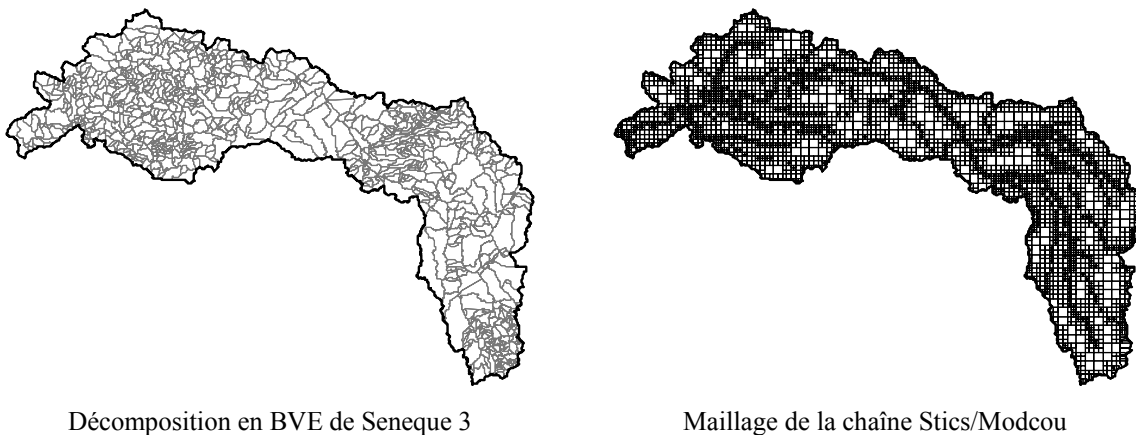 Décomposition en BVE de Seneque 3
Maillage de la chaîne Stics/Modcou